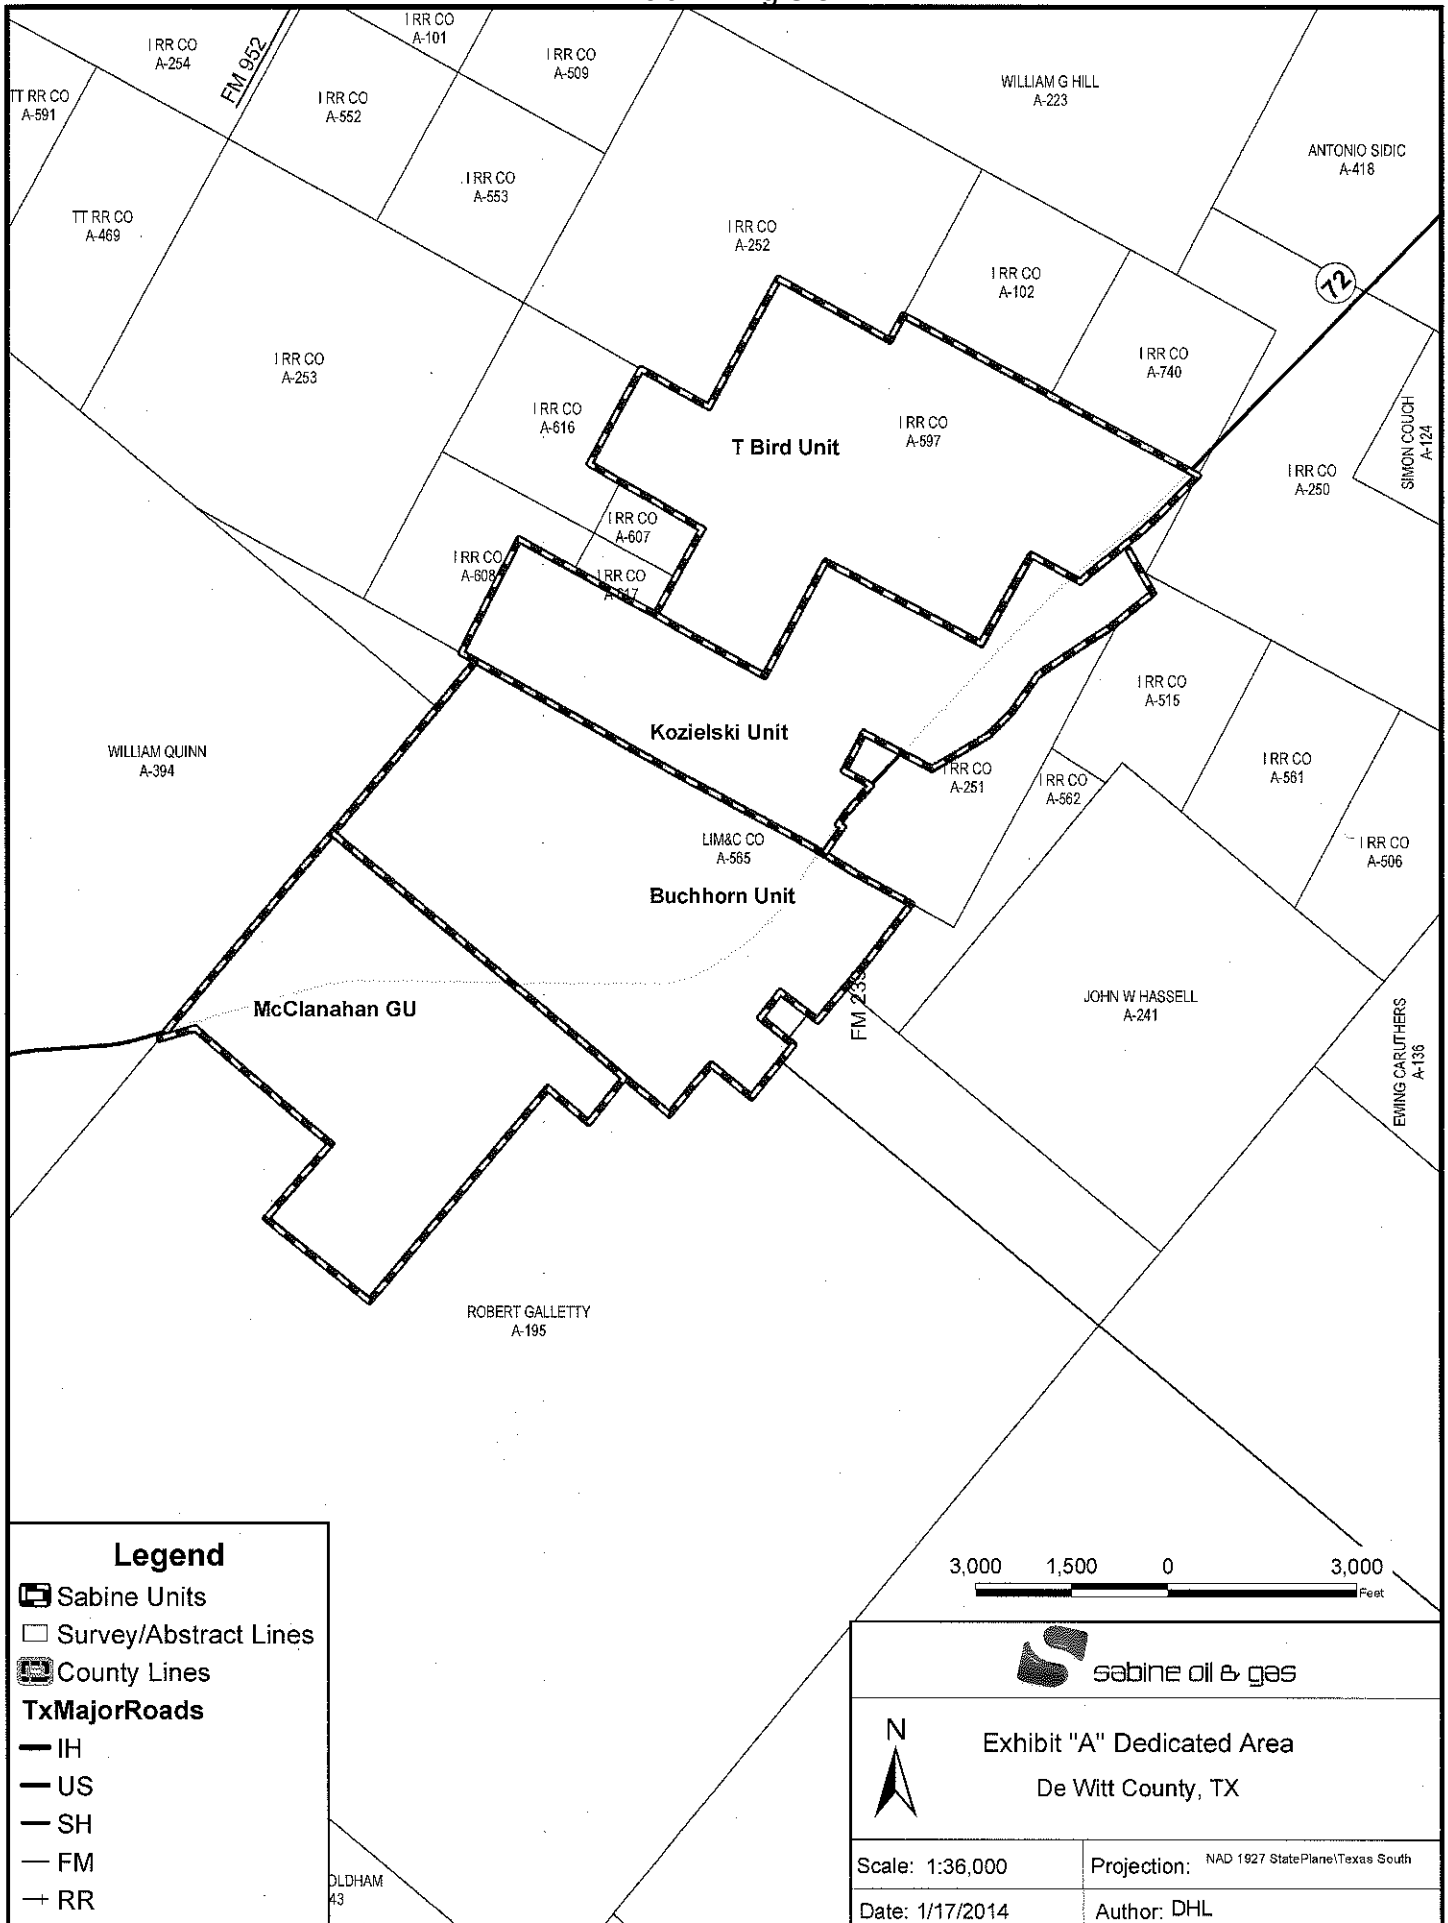 I RR CO
A-101
I RR CO
A-254
FM 952
I RR CO
A-509
WILLIAM G HILL
A-223
TT RR CO
A-591
I RR CO
A-552
ANTONIO SIDIC
A-418
I RR CO
A-553
TT RR CO
A-469
I RR CO
A-252
I RR CO
A-102
72
I RR CO
A-253
I RR CO
A-740
I RR CO
A-616
T Bird Unit
I RR CO
A-597
SIMON COUCH
A-124
I RR CO
A-250
I RR CO
A-607
I RR CO
A-608
I RR CO
A-617
I RR CO
A-515
WILLIAM QUINN
A-394
Kozielski Unit
I RR CO
A-251
I RR CO
A-562
I RR CO
A-561
LIM&C CO
A-565
I RR CO
A-506
Buchhorn Unit
McClanahan GU
FM 233
JOHN W HASSELL
A-241
EWING CARUTHERS
A-136
ROBERT GALLETTY
A-195
Legend
Sabine Units
Survey/Abstract Lines
County Lines
TxMajorRoads
IH
US
SH
FM
RR
OLDHAM
43
3,000 1,500 0 3,000
Feet
sabine oil & gas
N
Exhibit "A" Dedicated Area
De Witt County, TX
Scale: 1:36,000
Projection: NAD 1927 StatePlane\Texas South
Date: 1/17/2014
Author: DHL